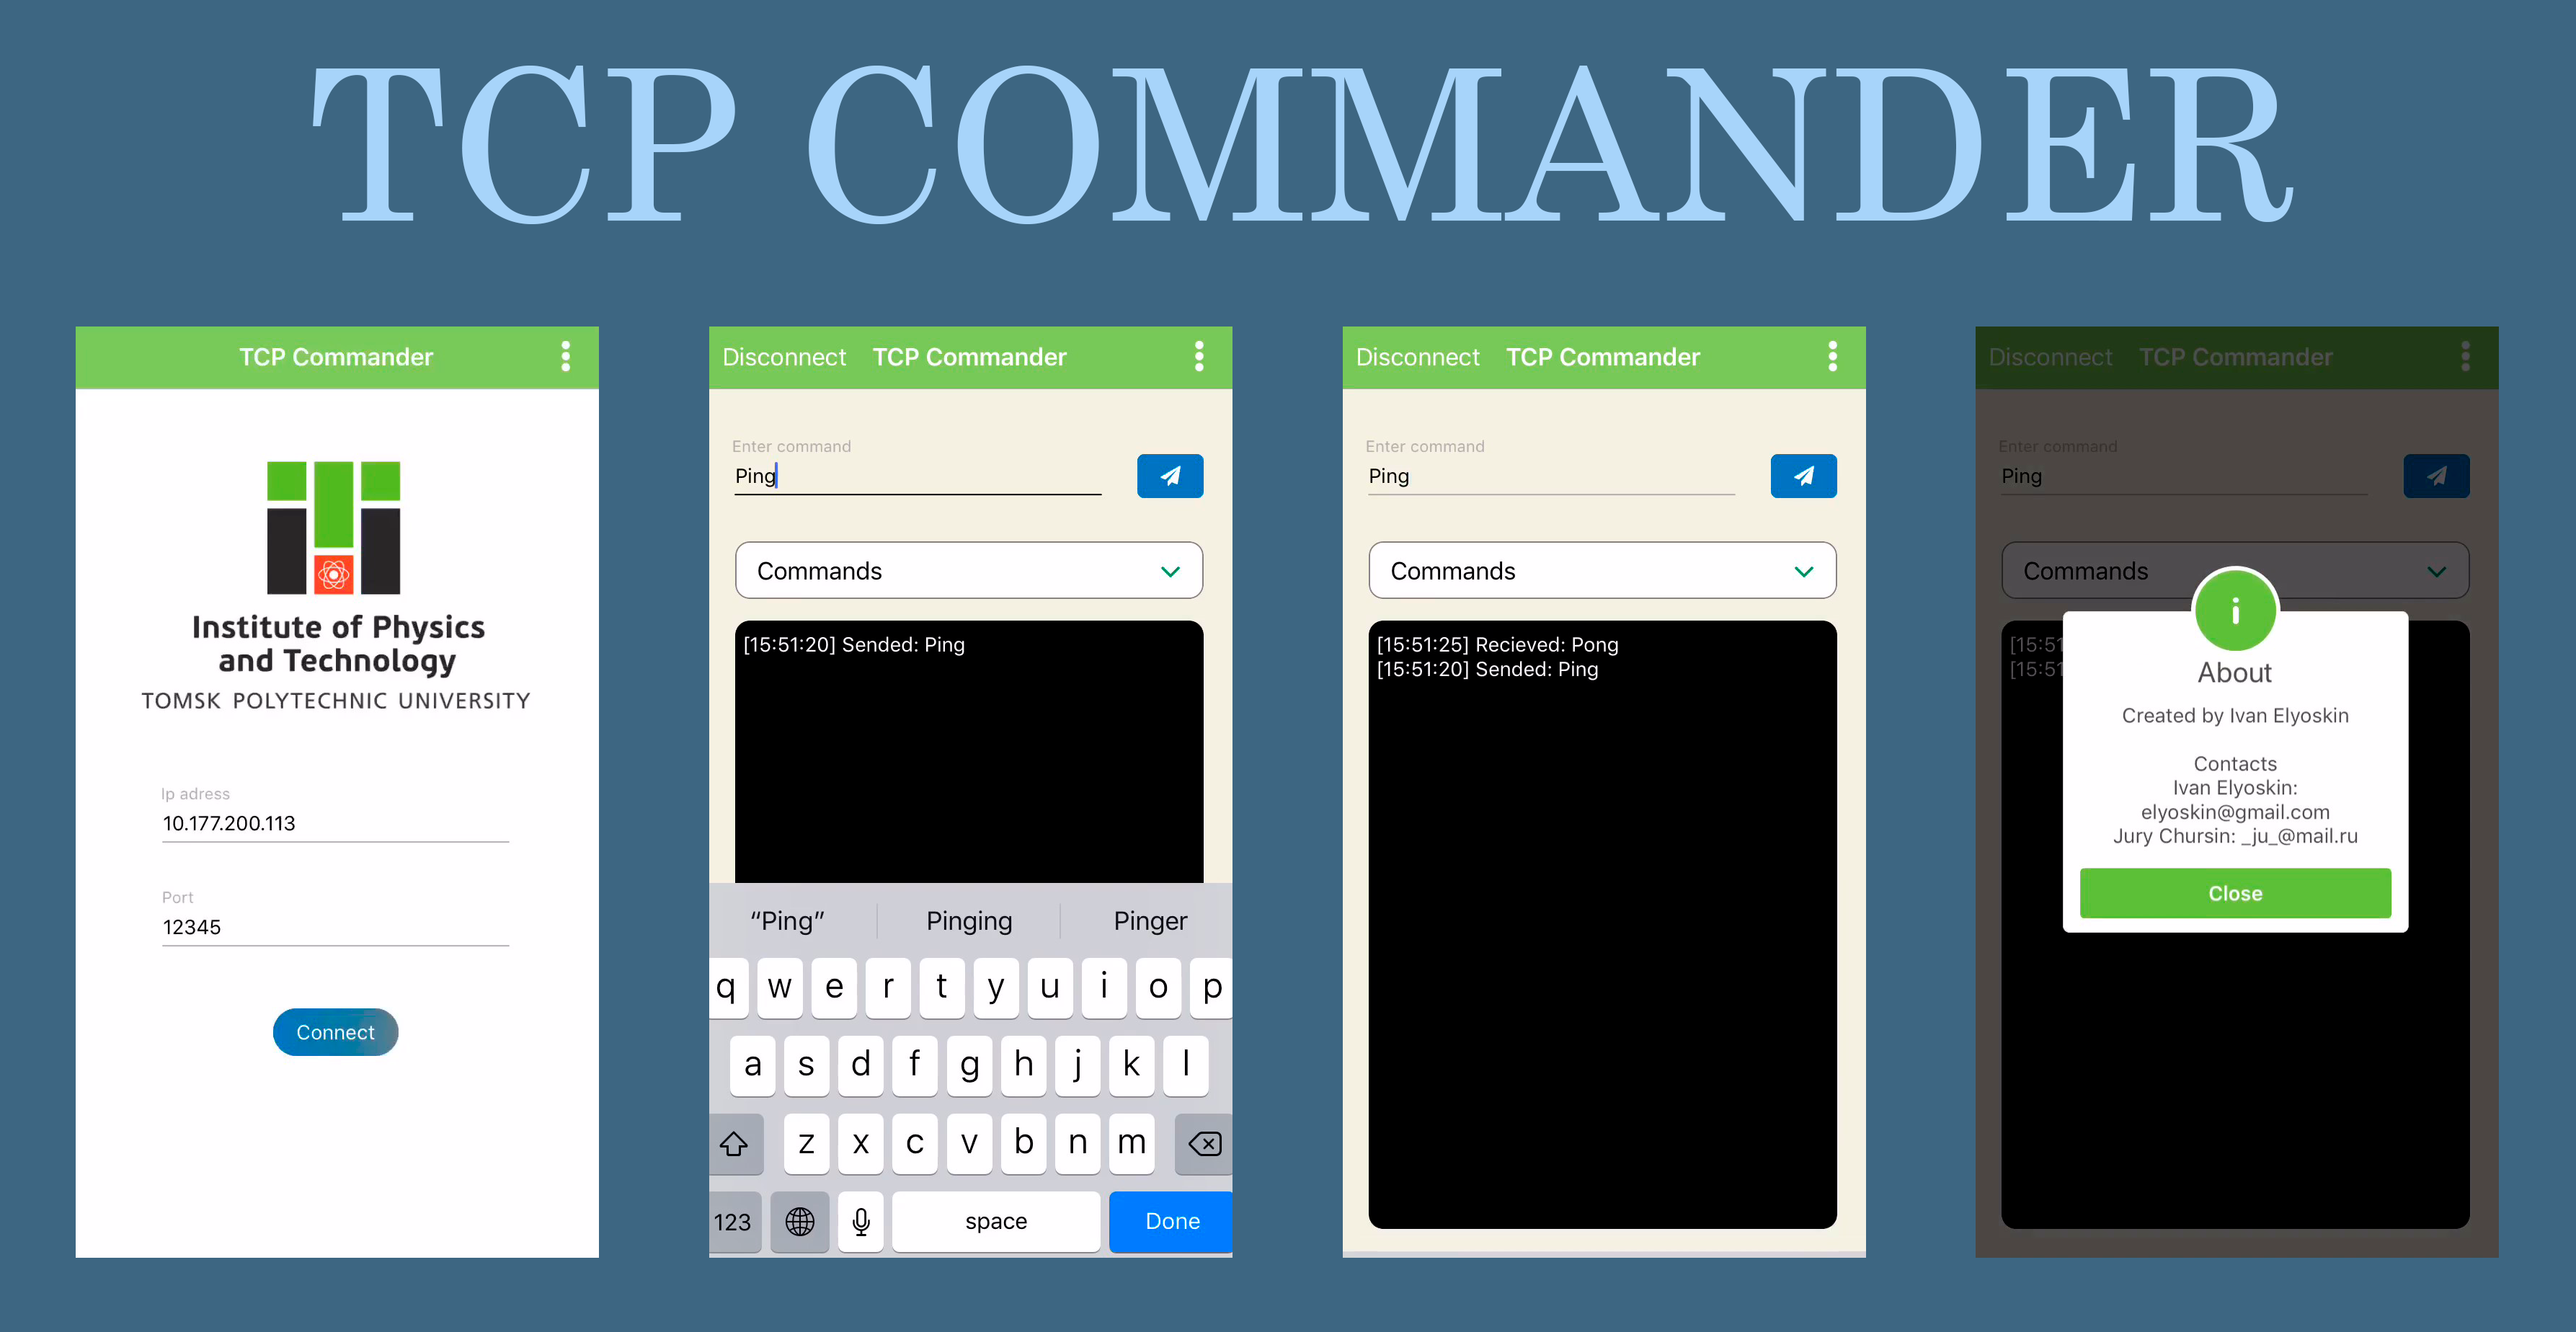 TCP COMMANDER
TCP Commander
Institute of Physics
and Technology
TOMSK POLYTECHNIC UNIVERSITY
Ip adress
10.177.200.113
Port
12345
Connect
Disconnect TCP Commander
Enter command
Ping
Commands
[15:51:20] Sended: Ping
“Ping” Pinging Pinger
q w e r t y u i o p
a s d f g h j k l
z x c v b n m
123 space Done
Disconnect TCP Commander
Enter command
Ping
Commands
[15:51:25] Recieved: Pong
[15:51:20] Sended: Ping
Disconnect TCP Commander
Enter command
Ping
Commands
[15:51
[15:51
i
About
Created by Ivan Elyoskin
Contacts
Ivan Elyoskin:
elyoskin@gmail.com
Jury Chursin: _ju_@mail.ru
Close